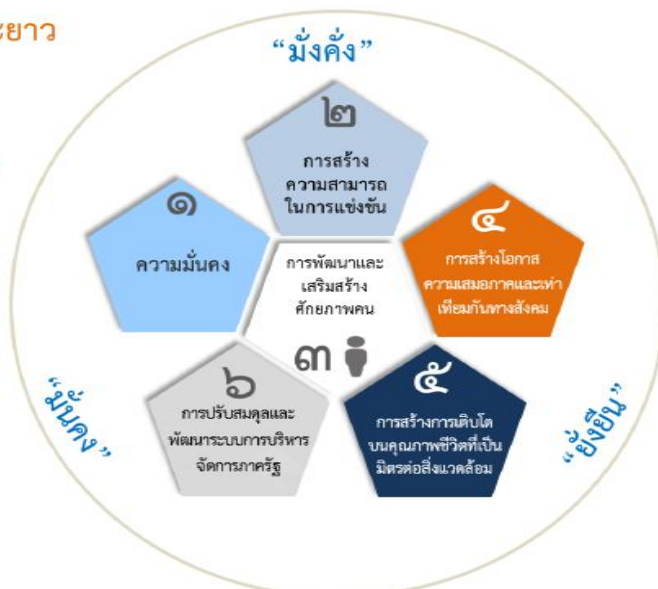 ะยาว
“มั่งคั่ง”
๒
การสร้าง
ความสามารถ
ในการแข่งขัน
๑
ความมั่นคง
๔
การสร้างโอกาส
ความเสมอภาคและเท่า
เทียมกันทางสังคม
การพัฒนาและ
เสริมสร้าง
ศักยภาพคน
๓
๖
การปรับสมดุลและ
พัฒนาระบบการบริหาร
จัดการภาครัฐ
๕
การสร้างการเติบโต
บนคุณภาพชีวิตที่เป็น
มิตรต่อสิ่งแวดล้อม
“มั่นคง”
“ยั่งยืน”